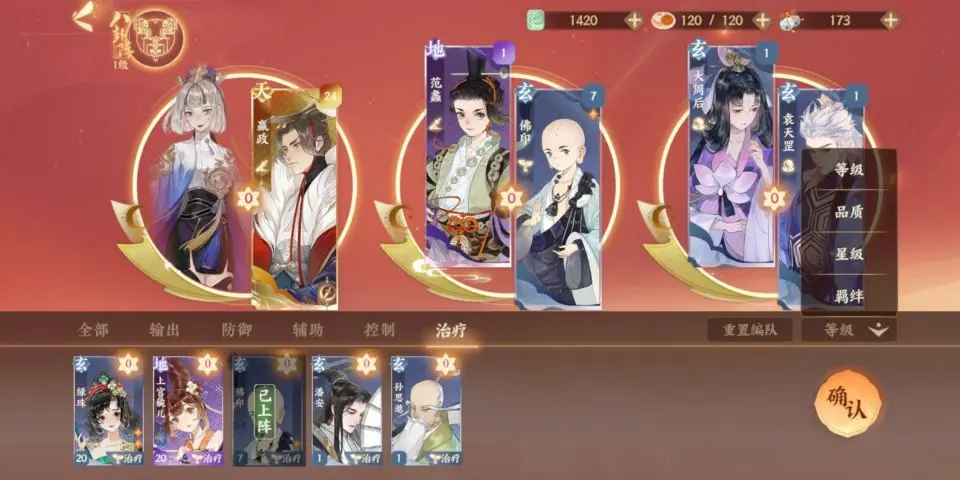 八卦楼
1级
1420
120 / 120
173
天
嬴政
24
0
地
范蠡
1
玄
佛印
7
0
玄
大周后
1
玄
袁天罡
1
0
等级
品质
星级
羁绊
全部
输出
防御
辅助
控制
治疗
重置编队
等级
玄
绿珠
0
20
治疗
地
上官婉儿
0
20
治疗
玄
佛印
0
已上阵
7
治疗
玄
潘安
0
1
治疗
玄
孙思邈
0
1
治疗
确认